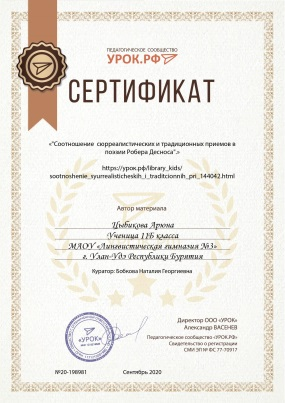 ПЕДАГОГИЧЕСКОЕ СООБЩЕСТВО
УРОК.РФ
СЕРТИФИКАТ
«"Соотношение сюрреалистических и традиционных приемов в
поэзии Робера Десноса".»
https://урок.рф/library_kids/
sootnoshenie_syurrealisticheskih_i_traditcionnih_pri_144042.html
Автор материала
Цыбикова Арюна
Ученица 11Б класса
МАОУ «Лингвистическая гимназия №3»
г. Улан-Удэ Республики Бурятия
Куратор: Бобкова Наталия Георгиевна
«УРОК»
Директор ООО «УРОК»
Александр ВАСЕНЕВ
Педагогическое сообщество «УРОК.РФ»
Свидетельство о регистрации
СМИ ЭЛ № ФС 77-70917
№20-198981
Сентябрь 2020